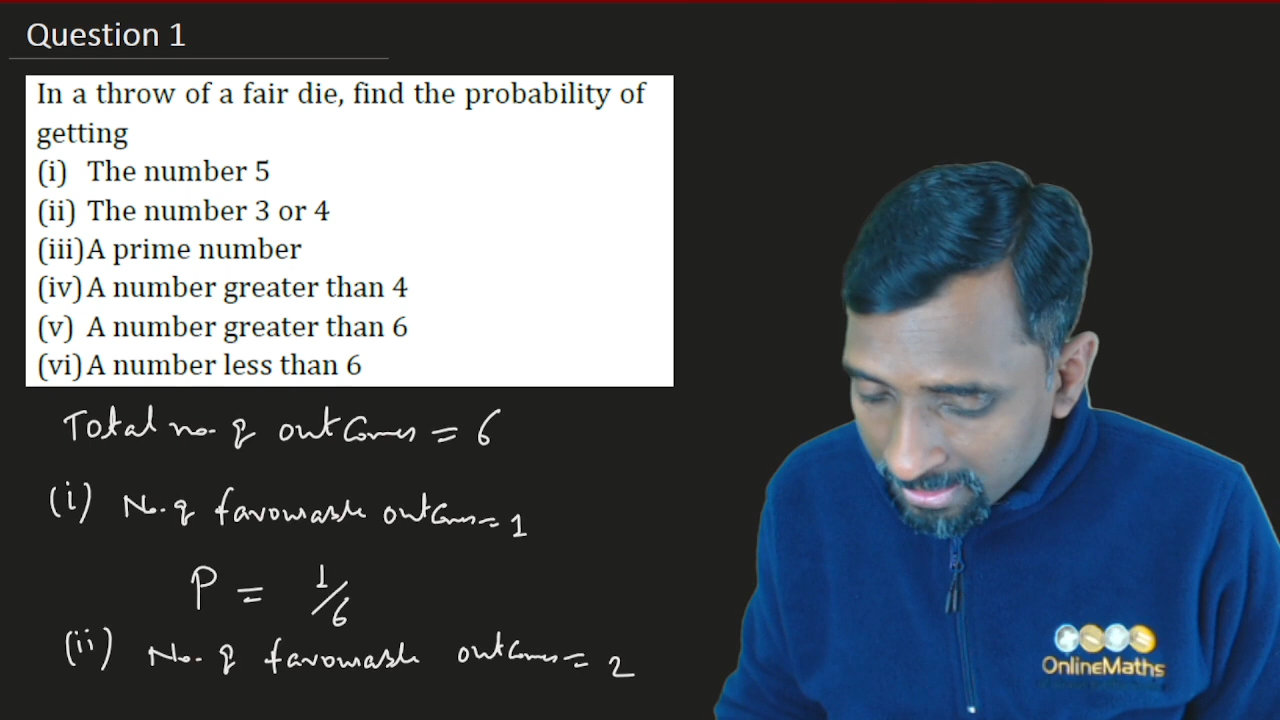 Question 1
In a throw of a fair die, find the probability of
getting
(i) The number 5
(ii) The number 3 or 4
(iii) A prime number
(iv) A number greater than 4
(v) A number greater than 6
(vi) A number less than 6
Total no. of outcomes = 6
(i) No. of favourable outcomes = 1
P = 1/6
(ii) No. of favourable outcomes = 2
OnlineMaths